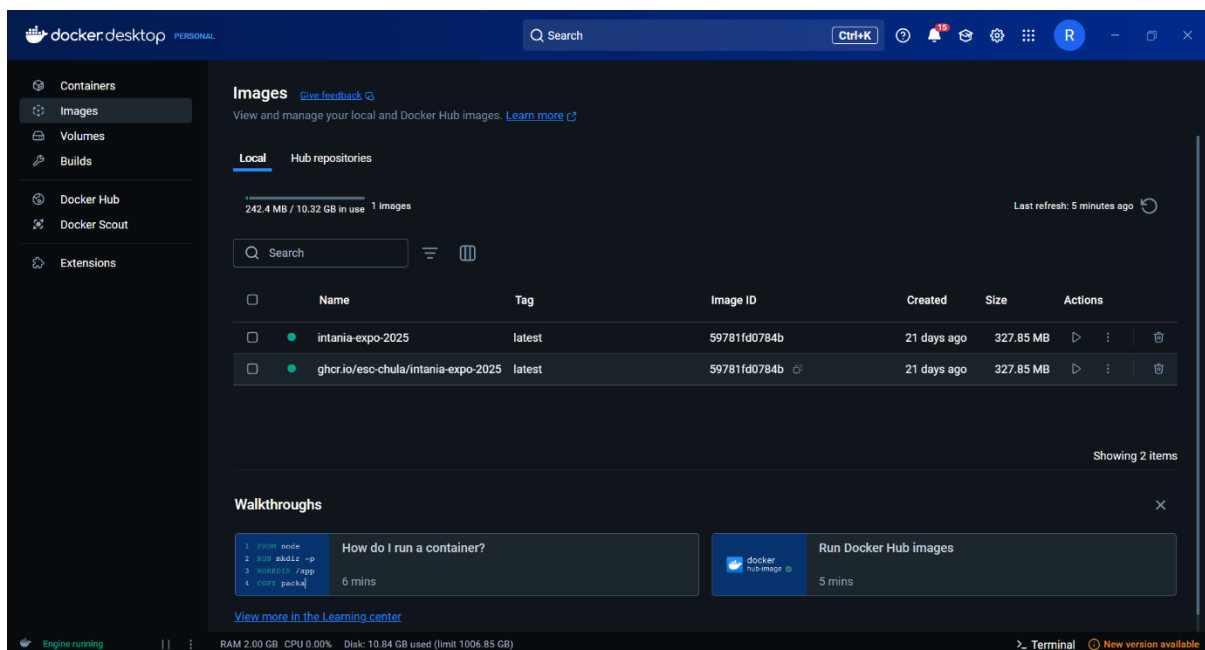 docker.desktop PERSONAL
Search Ctrl+K
15
R
Containers
Images
Volumes
Builds
Docker Hub
Docker Scout
Extensions
Images Give feedback
View and manage your local and Docker Hub images. Learn more
Local Hub repositories
242.4 MB / 10.32 GB in use 1 images
Last refresh: 5 minutes ago
Search
Name Tag Image ID Created Size Actions
intania-expo-2025 latest 59781fd0784b 21 days ago 327.85 MB
ghcr.io/esc-chula/intania-expo-2025 latest 59781fd0784b 21 days ago 327.85 MB
Showing 2 items
Walkthroughs
1 FROM node
2 RUN mkdir -p
3 WORKDIR /app
4 COPY packa
How do I run a container?
6 mins
docker
hub-image
Run Docker Hub images
5 mins
View more in the Learning center
Engine running RAM 2.00 GB CPU 0.00% Disk: 10.84 GB used (limit 1006.85 GB) >_ Terminal New version available